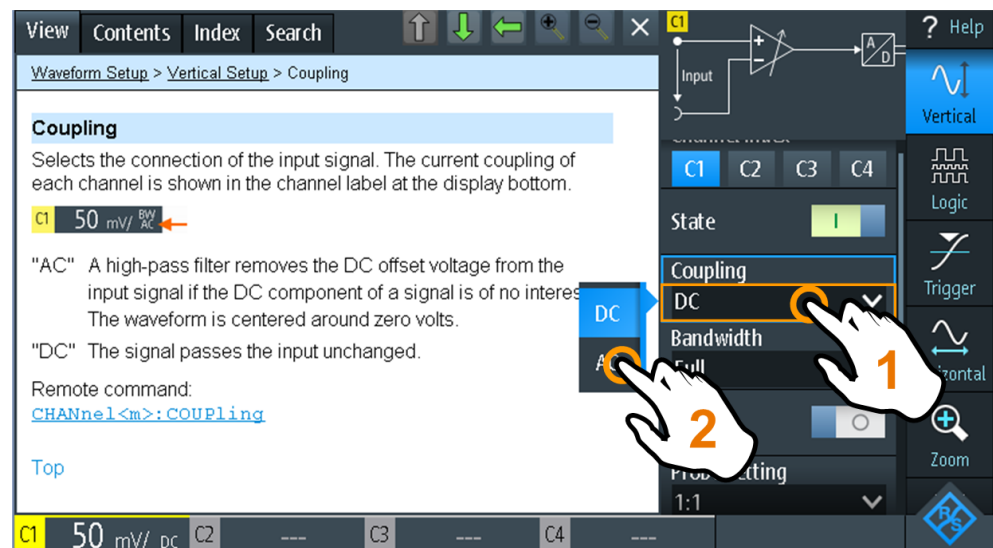 View Contents Index Search
Waveform Setup > Vertical Setup > Coupling
Coupling
Selects the connection of the input signal. The current coupling of
each channel is shown in the channel label at the display bottom.
C1 50 mV/ BW
AC
"AC" A high-pass filter removes the DC offset voltage from the
input signal if the DC component of a signal is of no
The waveform is centered around zero volts.
"DC" The signal passes the input unchanged.
Remote command:
CHANnel<m>:COUPling
Top
C1
+
-
A
D
Input
C1 C2 C3 C4
State
I
Coupling
DC
DC
AC
Bandwidth
Full
1:1
1
2
? Help
Vertical
Logic
Trigger
Zoom
R&S
C1 50 mV/ DC C2 --- C3 --- C4 ---